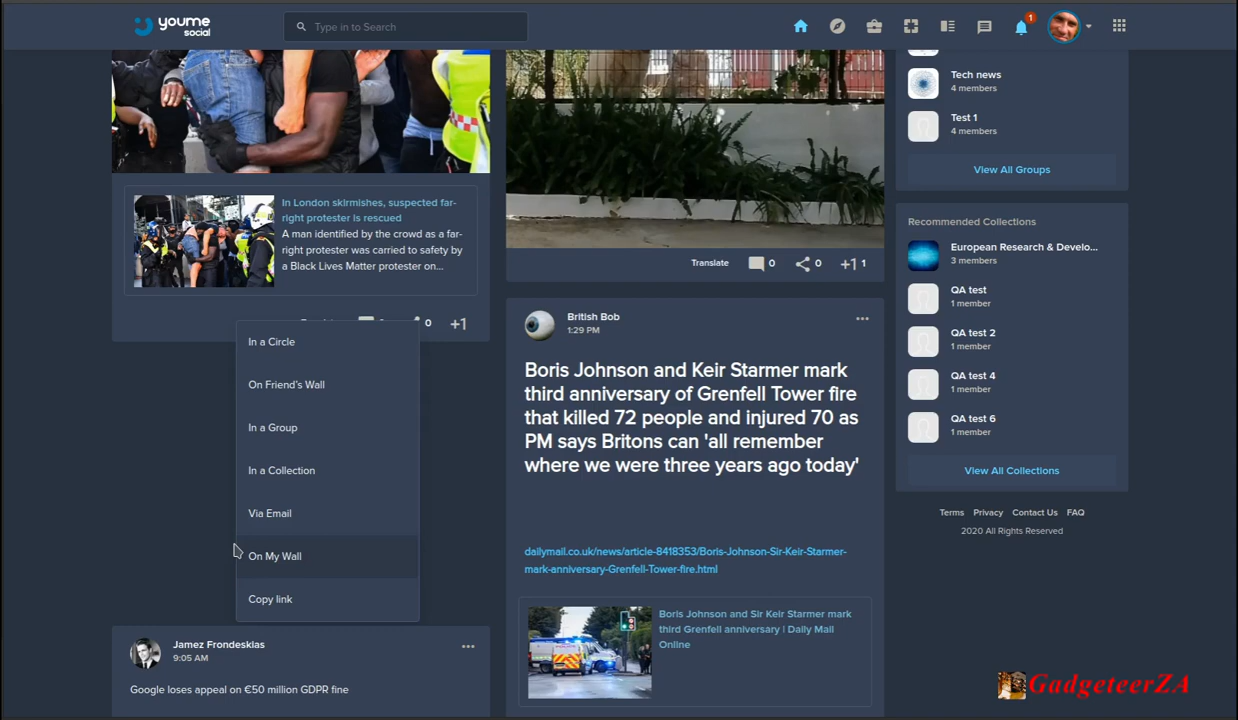 youme
social
Type in to Search
1
In London skirmishes, suspected far-
right protester is rescued
A man identified by the crowd as a far-
right protester was carried to safety by
a Black Lives Matter protester on...
0
+1
In a Circle
On Friend's Wall
In a Group
In a Collection
Via Email
On My Wall
Copy link
Jamez Frondeskias
9:05 AM
Google loses appeal on €50 million GDPR fine
Translate
0
0
+1 1
British Bob
1:29 PM
Boris Johnson and Keir Starmer mark
third anniversary of Grenfell Tower fire
that killed 72 people and injured 70 as
PM says Britons can 'all remember
where we were three years ago today'
dailymail.co.uk/news/article-8418353/Boris-Johnson-Sir-Keir-Starmer-
mark-anniversary-Grenfell-Tower-fire.html
Boris Johnson and Sir Keir Starmer mark
third Grenfell anniversary | Daily Mail
Online
Tech news
4 members
Test 1
4 members
View All Groups
Recommended Collections
European Research & Develo...
3 members
QA test
1 member
QA test 2
1 member
QA test 4
1 member
QA test 6
1 member
View All Collections
Terms Privacy Contact Us FAQ
2020 All Rights Reserved
GadgeteerZA